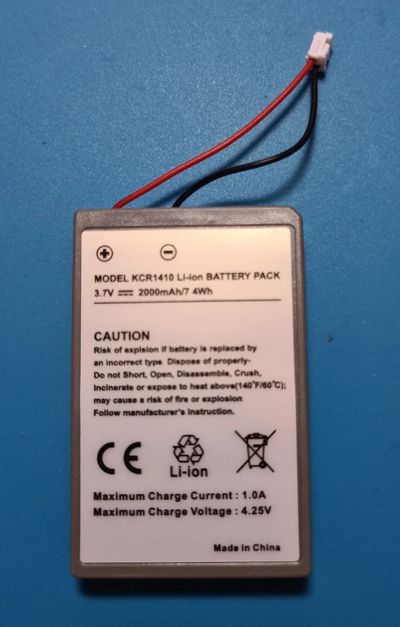 + -
MODEL KCR1410 Li-ion BATTERY PACK
3.7V ⎓ 2000mAh/7 4Wh
CAUTION
Risk of explsion if battery is replaced by
an incorrect type. Dispose of properly-
Do not Short, Open, Disassemble, Crush,
Incinerate or expose to heat above(140°F/60°C);
may cause a risk of fire or explosion
Follow manufacturer's Instruction.
CE
Li-ion
Maximum Charge Current : 1.0A
Maximum Charge Voltage : 4.25V
Made in China